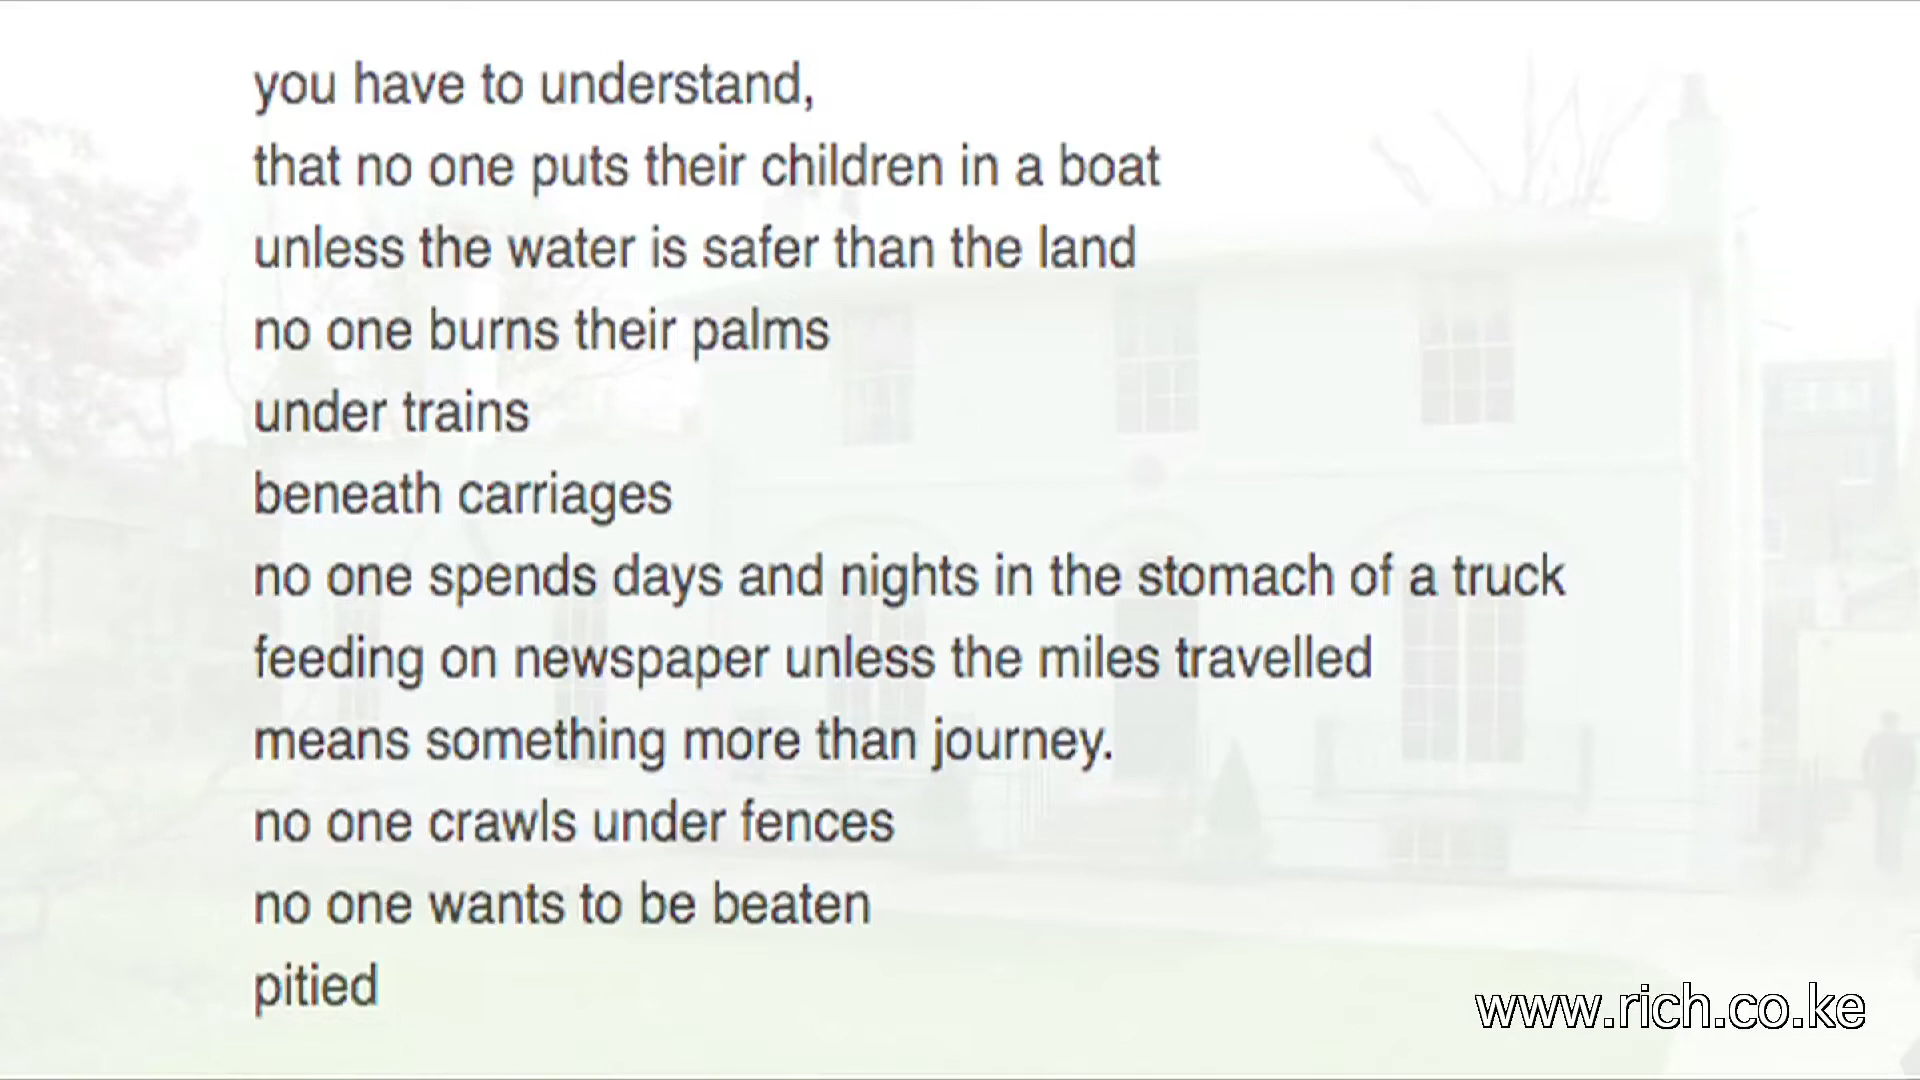 you have to understand,
that no one puts their children in a boat
unless the water is safer than the land
no one burns their palms
under trains
beneath carriages
no one spends days and nights in the stomach of a truck
feeding on newspaper unless the miles travelled
means something more than journey.
no one crawls under fences
no one wants to be beaten
pitied
www.rich.co.ke